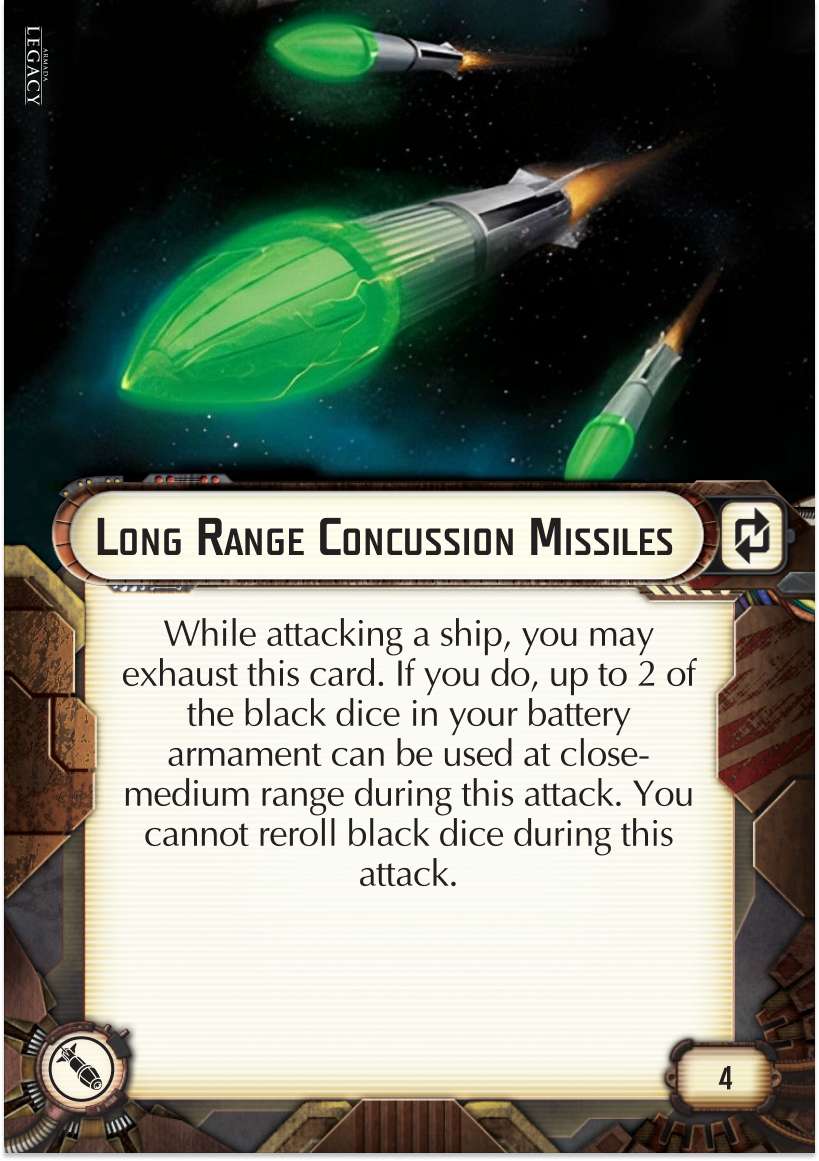 ARMADA
LEGACY
Long Range Concussion Missiles
While attacking a ship, you may
exhaust this card. If you do, up to 2 of
the black dice in your battery
armament can be used at close-
medium range during this attack. You
cannot reroll black dice during this
attack.
4